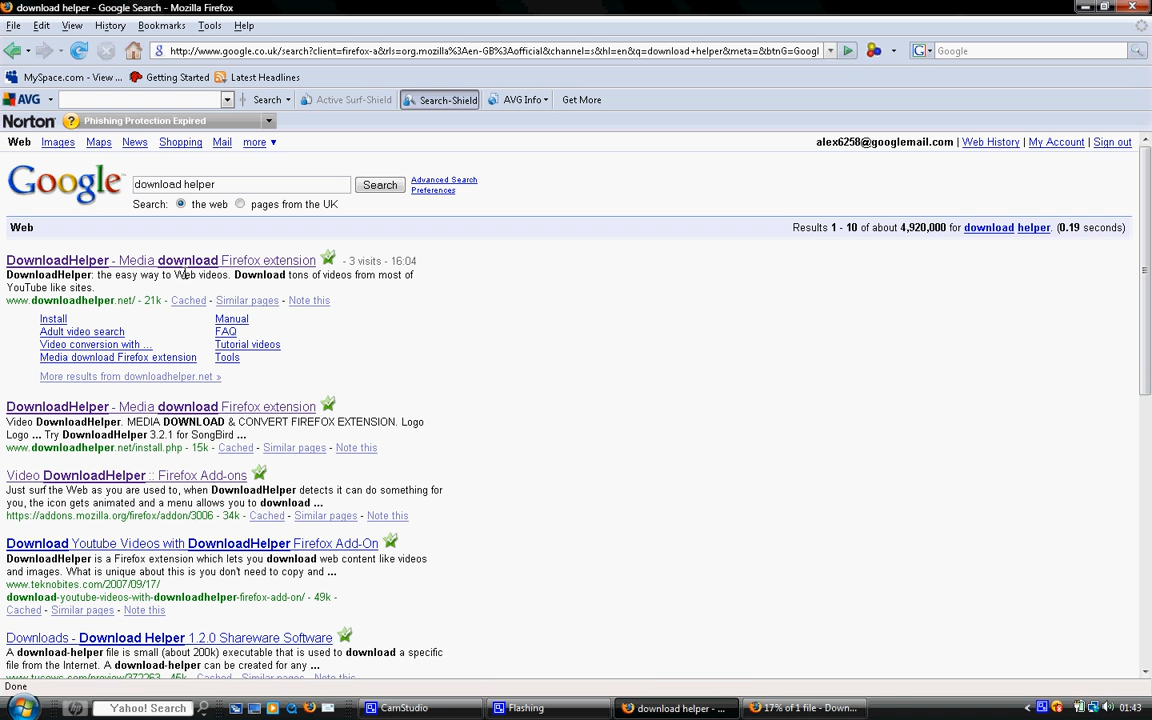 download helper - Google Search - Mozilla Firefox
File Edit View History Bookmarks Tools Help
http://www.google.co.uk/search?client=firefox-a&rls=org.mozilla%3Aen-GB%3Aofficial&channel=s&hl=en&q=download+helper&meta=&btnG=Googl
Google
MySpace.com - View ... Getting Started Latest Headlines
AVG Search Active Surf-Shield Search-Shield AVG Info Get More
Norton Phishing Protection Expired
Web Images Maps News Shopping Mail more ▼ alex6258@googlemail.com | Web History | My Account | Sign out
Google download helper Search Advanced Search
Preferences
Search: the web pages from the UK
Web Results 1 - 10 of about 4,920,000 for download helper. (0.19 seconds)
DownloadHelper - Media download Firefox extension - 3 visits - 16:04
DownloadHelper: the easy way to Web videos. Download tons of videos from most of
YouTube like sites.
www.downloadhelper.net/ - 21k - Cached - Similar pages - Note this
Install Manual
Adult video search FAQ
Video conversion with ... Tutorial videos
Media download Firefox extension Tools
More results from downloadhelper.net »
DownloadHelper - Media download Firefox extension
Video DownloadHelper. MEDIA DOWNLOAD & CONVERT FIREFOX EXTENSION. Logo
Logo ... Try DownloadHelper 3.2.1 for SongBird ...
www.downloadhelper.net/install.php - 15k - Cached - Similar pages - Note this
Video DownloadHelper :: Firefox Add-ons
Just surf the Web as you are used to, when DownloadHelper detects it can do something for
you, the icon gets animated and a menu allows you to download ...
https://addons.mozilla.org/firefox/addon/3006 - 34k - Cached - Similar pages - Note this
Download Youtube Videos with DownloadHelper Firefox Add-On
DownloadHelper is a Firefox extension which lets you download web content like videos
and images. What is unique about this is you don't need to copy and ...
www.teknobites.com/2007/09/17/
download-youtube-videos-with-downloadhelper-firefox-add-on/ - 49k -
Cached - Similar pages - Note this
Downloads - Download Helper 1.2.0 Shareware Software
A download-helper file is small (about 200k) executable that is used to download a specific
file from the Internet. A download-helper can be created for any ...
Cached - Similar pages - Note this
Done
Yahoo! Search CamStudio Flashing download helper - ... 17% of 1 file - Down... 01:43